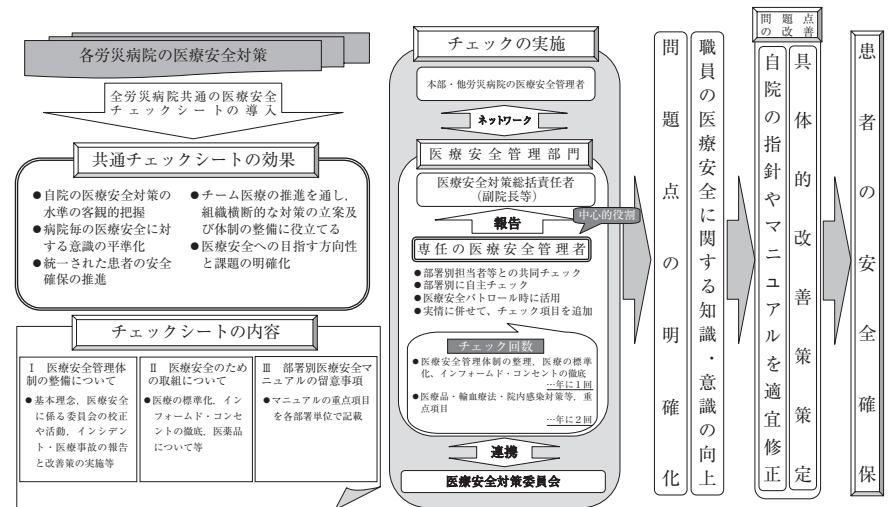 各労災病院の医療安全対策
全労災病院共通の医療安全
チェックシートの導入
共通チェックシートの効果
●自院の医療安全対策の
水準の客観的把握
●病院毎の医療安全に対
する意識の平準化
●統一された患者の安全
確保の推進
●チーム医療の推進を通し,
組織横断的な対策の立案及
び体制の整備に役立てる
●医療安全への目指す方向性
と課題の明確化
チェックシートの内容
Ⅰ 医療安全管理体
制の整備について
●基本理念, 医療安全
に係る委員会の校正
や活動, インシデン
ト・医療事故の報告
と改善策の実施等
Ⅱ 医療安全のため
の取組について
●医療の標準化, イン
フォームド・コンセ
ントの徹底, 医薬品
について等
Ⅲ 部署別医療安全マ
ニュアルの留意事項
●マニュアルの重点項目
を各部署単位で記載
チェックの実施
本部・他労災病院の医療安全管理者
ネットワーク
医療安全管理部門
医療安全対策総括責任者
(副院長等)
報告
中心的役割
専任の医療安全管理者
●部署別担当者等との共同チェック
●部署別に自主チェック
●医療安全パトロール時に活用
●実情に併せて, チェック項目を追加
チェック回数
●医療安全管理体制の整理, 医療の標準
化, インフォームド・コンセントの徹底
…年に1回
●医療品・輸血療法・院内感染対策等, 重
点項目
…年に2回
連携
医療安全対策委員会
問題点の明確化
職員の医療安全に関する知識・意識の向上
問題点
の改善
自院の指針やマニュアルを適宜修正
具体的改善策策定
患者の安全確保